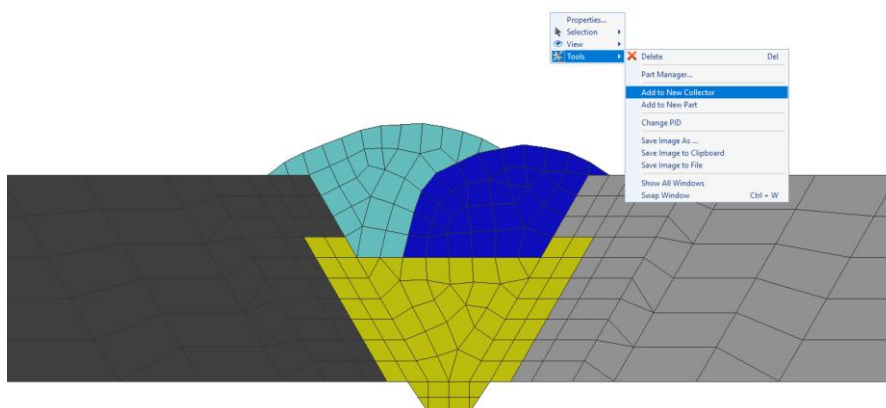 Properties...
Selection
View
Tools
Delete Del
Part Manager...
Add to New Collector
Add to New Part
Change PID
Save Image As ...
Save Image to Clipboard
Save Image to File
Show All Windows
Swap Window Ctrl + W